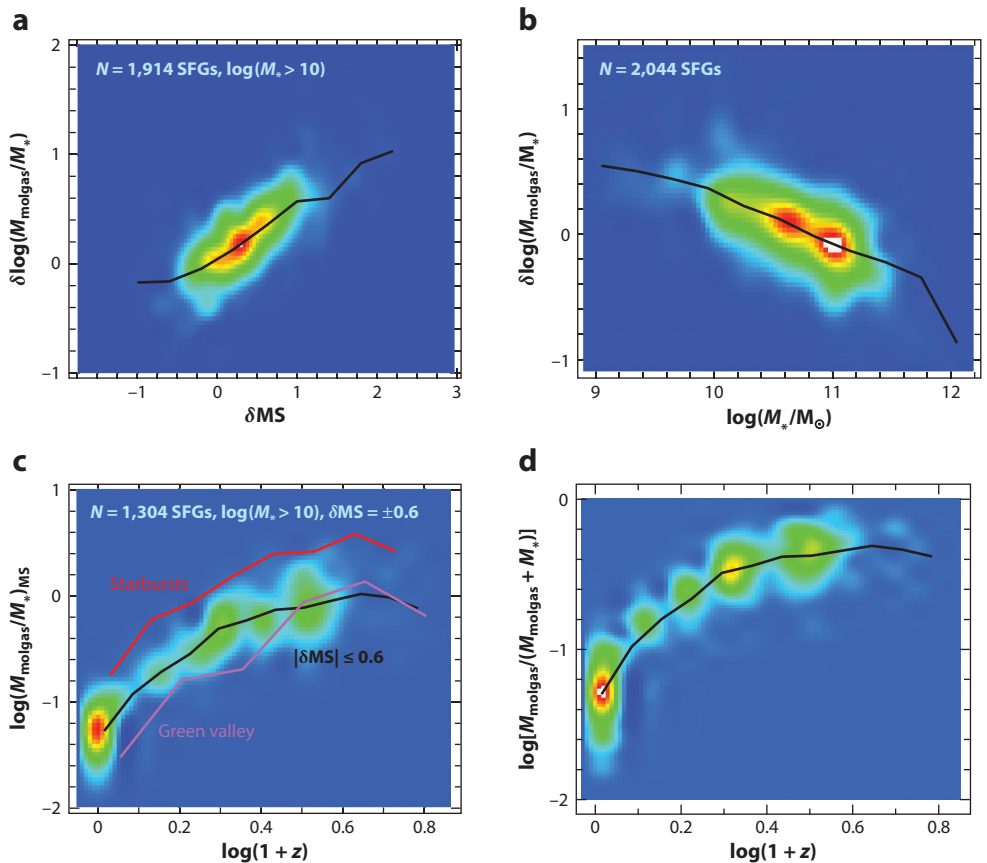 a
N = 1,914 SFGs, log(M* > 10)
δlog(Mmolgas/M*)
2
1
0
−1
−1
0
1
2
3
δMS
b
N = 2,044 SFGs
δlog(Mmolgas/M*)
1
0
−1
9
10
11
12
log(M*/M⊙)
c
N = 1,304 SFGs, log(M* > 10), δMS = ±0.6
Starbursts
|δMS| ≤ 0.6
Green valley
log(Mmolgas/M*)MS
1
0
−1
−2
0
0.2
0.4
0.6
0.8
log(1 + z)
d
log[Mmolgas/(Mmolgas + M*)]
0
−1
−2
0
0.2
0.4
0.6
0.8
log(1 + z)